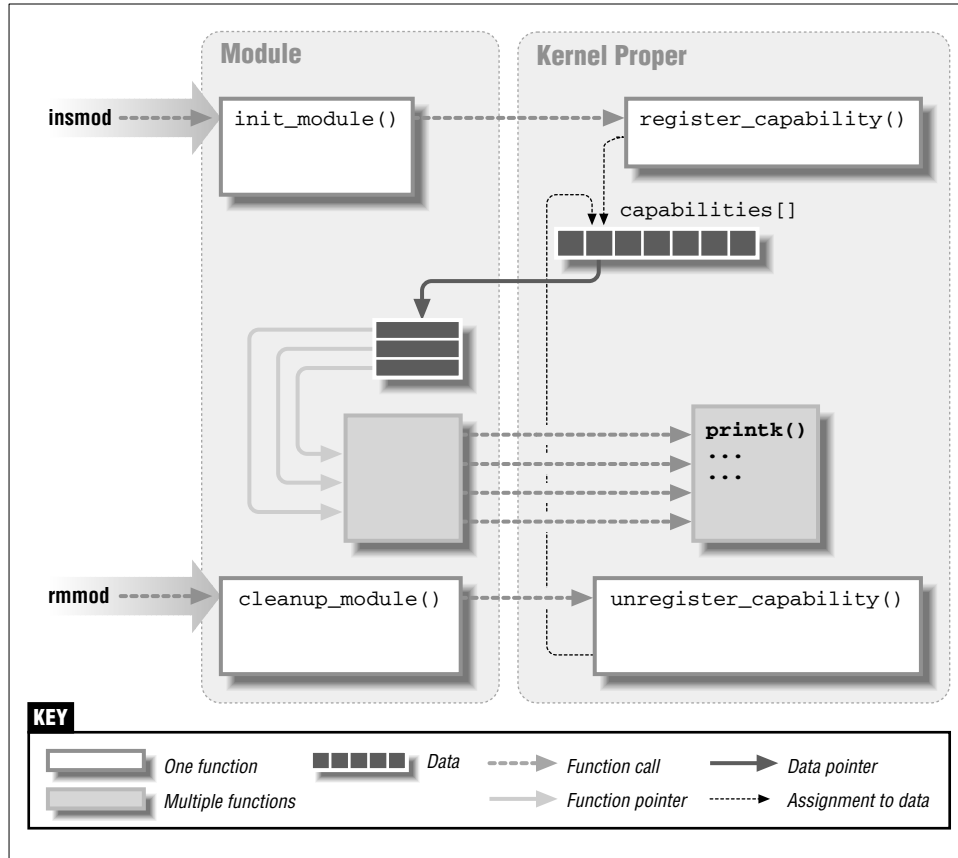 Module
Kernel Proper
insmod
init_module()
register_capability()
capabilities[]
printk()
...
...
rmmod
cleanup_module()
unregister_capability()
KEY
One function
Data
Function call
Data pointer
Multiple functions
Function pointer
Assignment to data